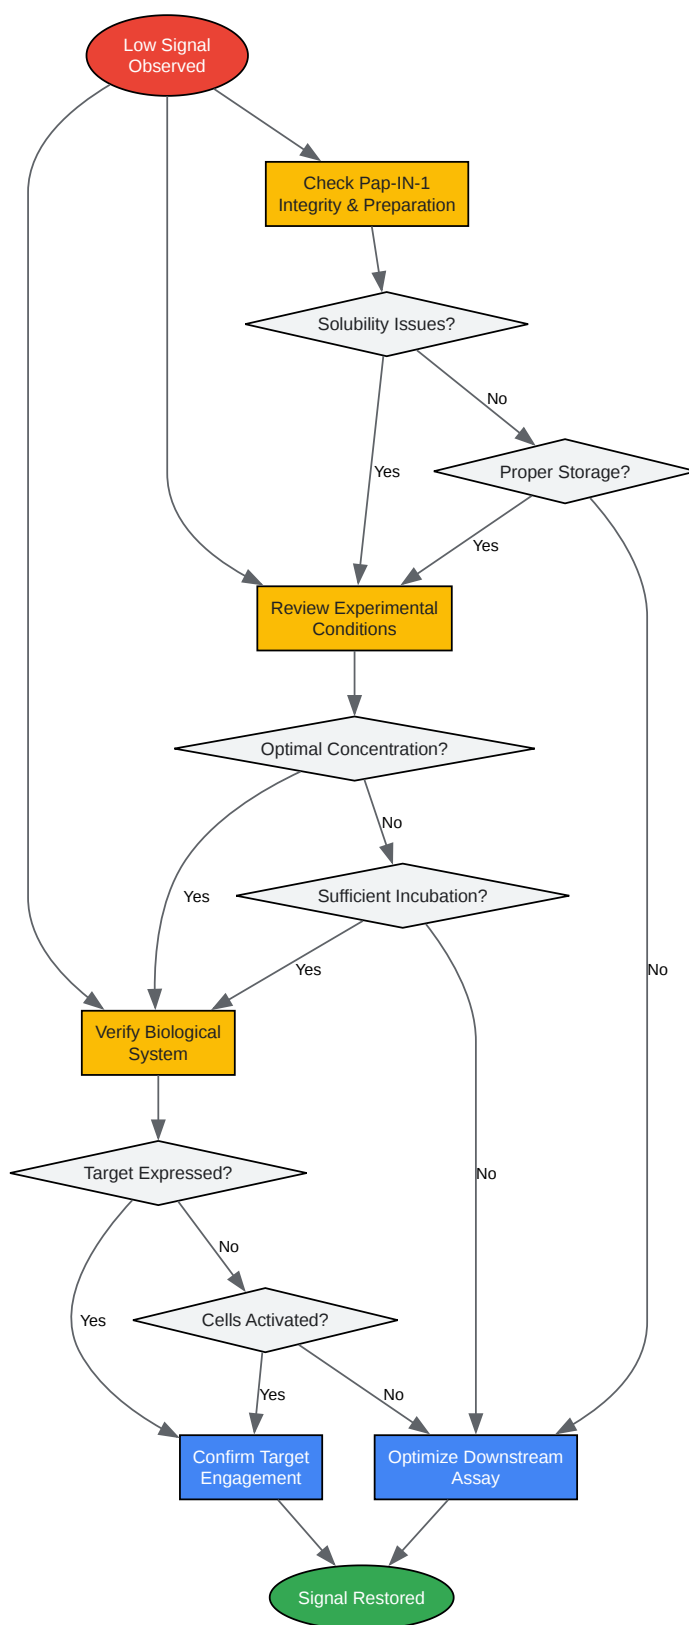 Low Signal
Observed
Check Pap-IN-1
Integrity & Preparation
Solubility Issues?
No
Yes
Proper Storage?
Yes
Review Experimental
Conditions
Optimal Concentration?
No
Yes
Sufficient Incubation?
Yes
No
Verify Biological
System
Target Expressed?
No
No
Yes
Cells Activated?
Yes
No
Confirm Target
Engagement
Optimize Downstream
Assay
Signal Restored